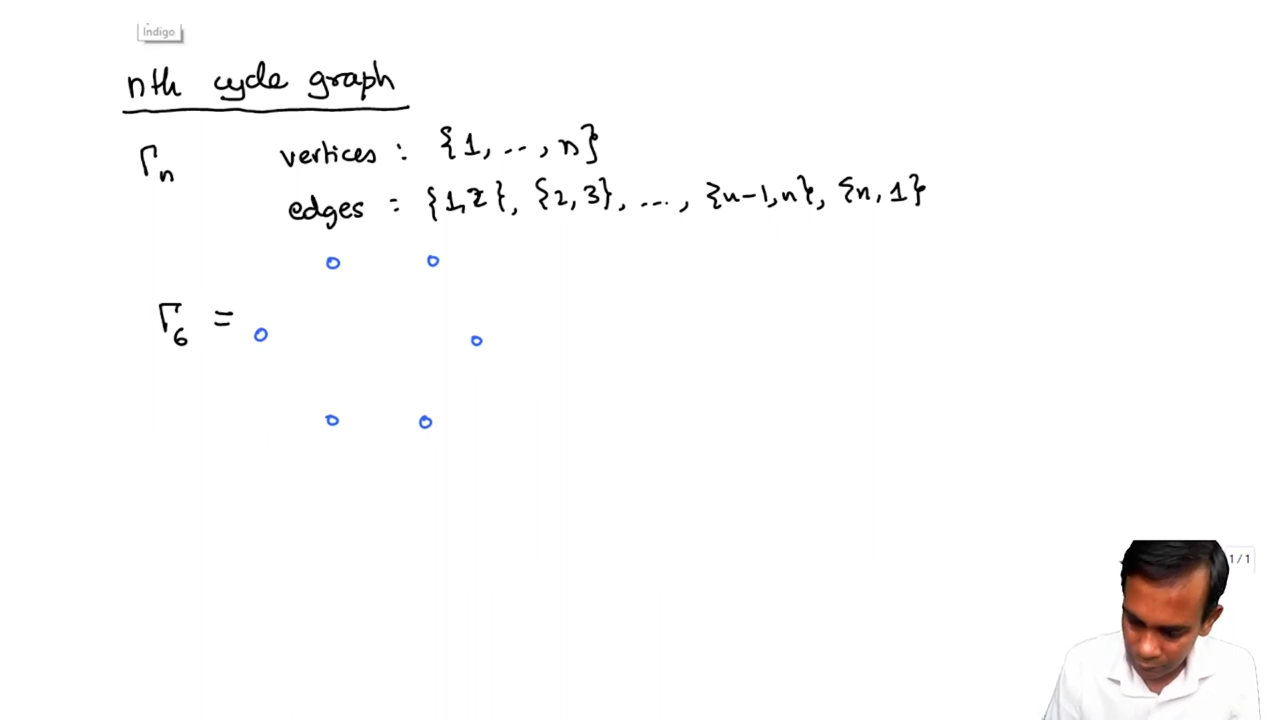 Indigo
nth cycle graph
Γₙ vertices : {1, ..., n}
edges : {1,2}, {2,3}, ..., {n-1,n}, {n,1}
Γ₆ =
1/1